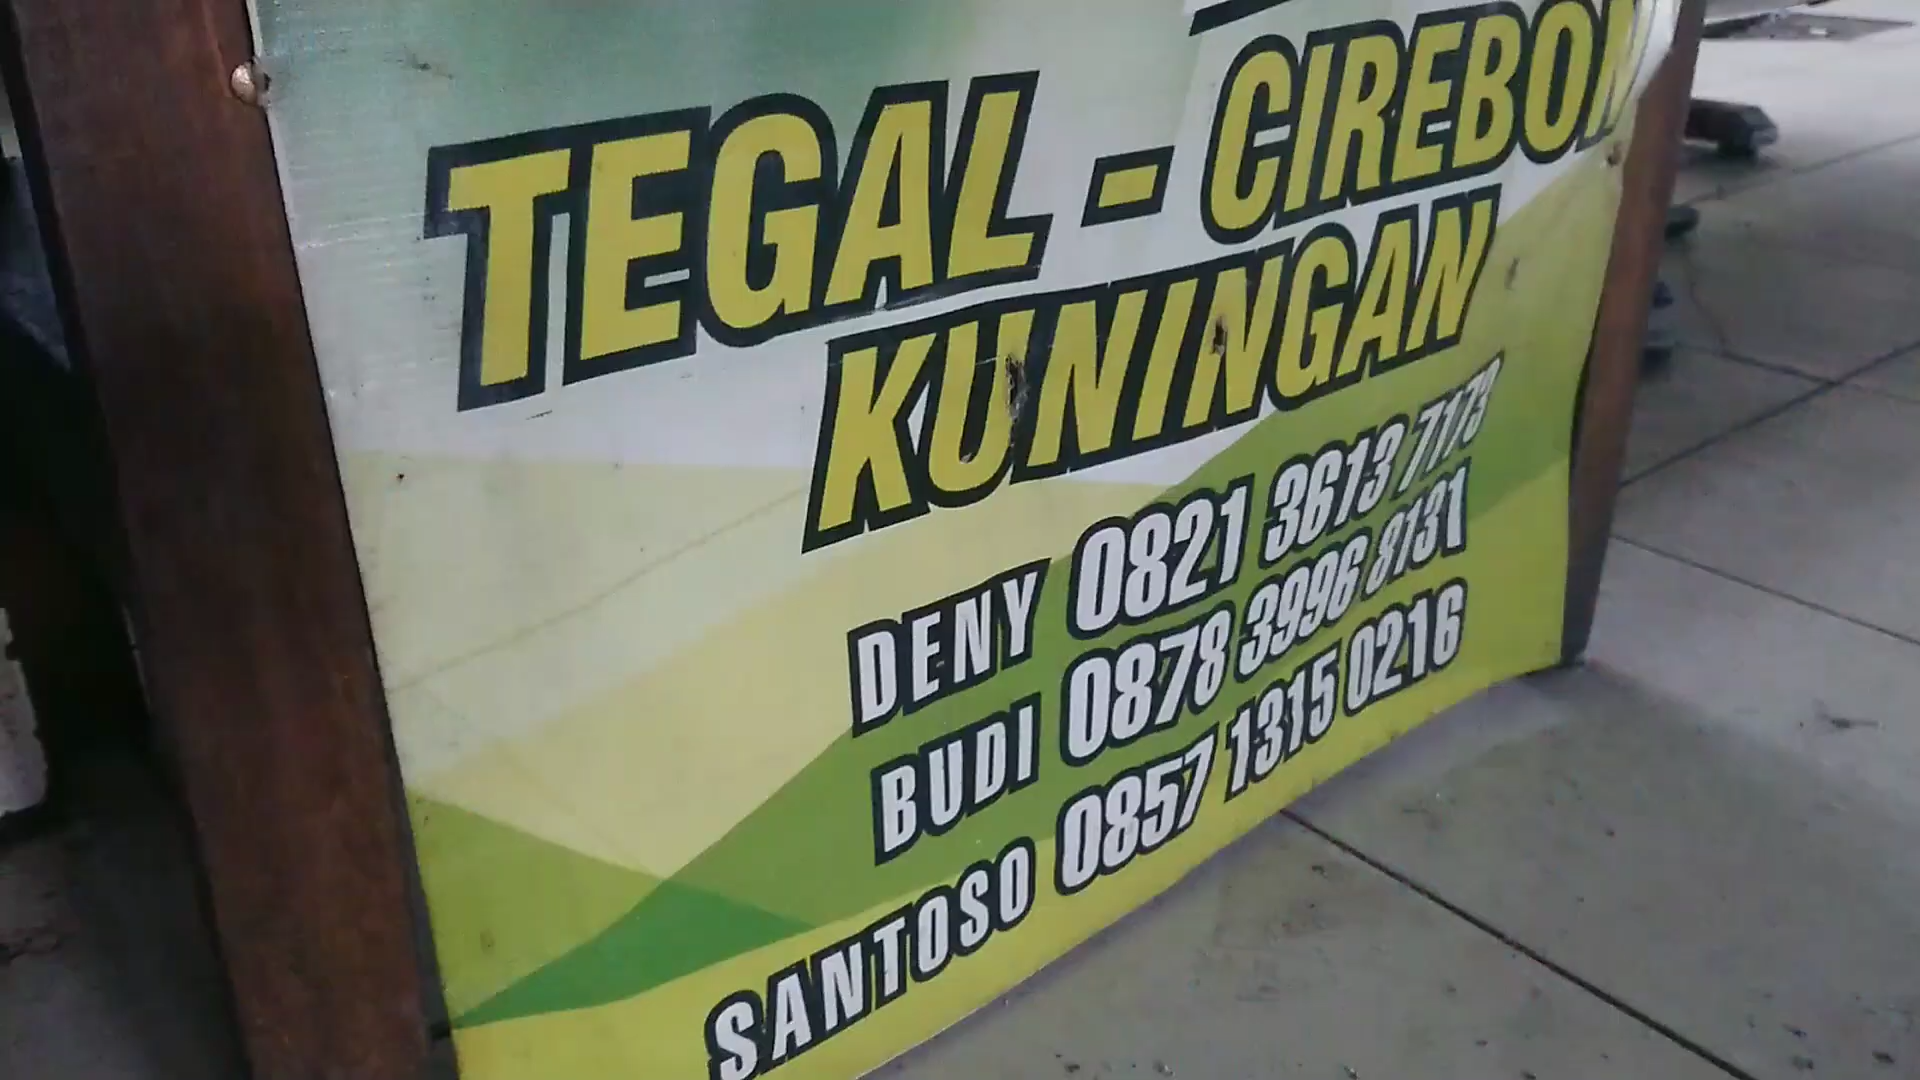 TEGAL - CIREBON
KUNINGAN
DENY 0821 3613 7173
BUDI 0878 3996 8131
SANTOSO 0857 1315 0216